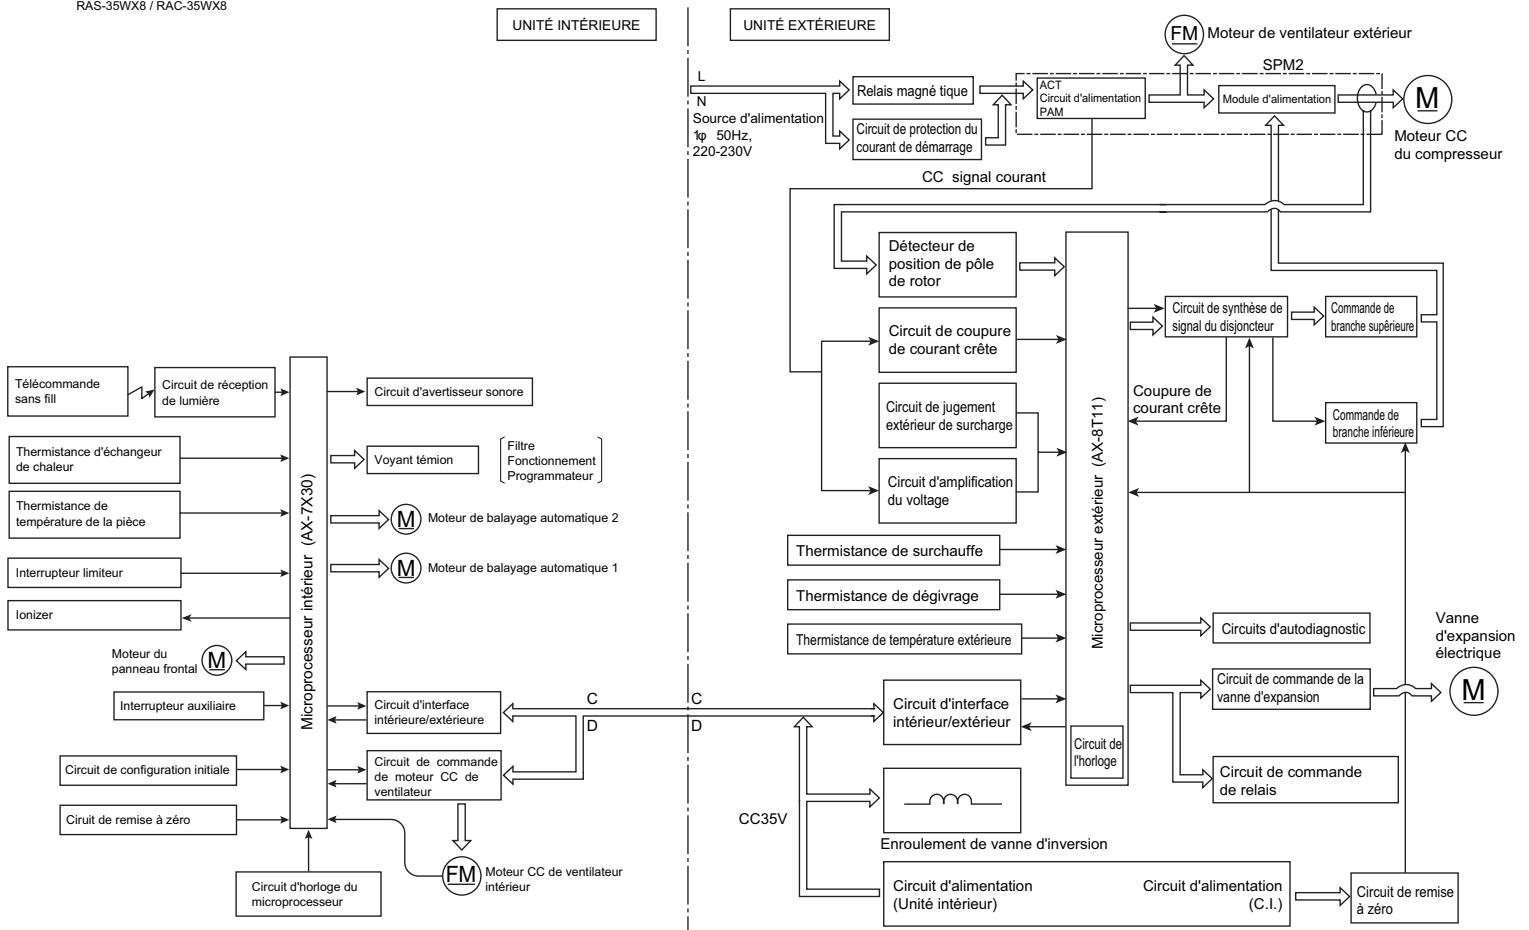 RAS-35WX8 / RAC-35WX8
UNITÉ INTÉRIEURE
UNITÉ EXTÉRIEURE
FM
Moteur de ventilateur extérieur
SPM2
L
N
Source d'alimentation
1φ 50Hz,
220-230V
Relais magné tique
Circuit de protection du
courant de démarrage
ACT
Circuit d'alimentation
PAM
Module d'alimentation
M
Moteur CC
du compresseur
CC signal courant
Détecteur de
position de pôle
de rotor
Circuit de coupure
de courant crête
Circuit de jugement
extérieur de surcharge
Circuit d'amplification
du voltage
Thermistance de surchauffe
Thermistance de dégivrage
Thermistance de température extérieure
Microprocesseur extérieur (AX-8T11)
Circuit de
l'horloge
Circuit de synthèse de
signal du disjoncteur
Commande de
branche supêrieure
Coupure de
courant crête
Commande de
branche inférieure
Circuits d'autodiagnostic
Circuit de commande de la
vanne d'expansion
Vanne
d'expansion
électrique
M
Circuit de commande
de relais
Télécommande
sans fill
Circuit de réception
de lumière
Thermistance d'échangeur
de chaleur
Thermistance de
température de la pièce
Interrupteur limiteur
Ionizer
Moteur du
panneau frontal
M
Interrupteur auxiliaire
Circuit de configuration initiale
Ciruit de remise à zéro
Microprocesseur intérieur (AX-7X30)
Circuit d'horloge du
microprocesseur
Circuit d'avertisseur sonore
Voyant témion
Filtre
Fonctionnement
Programmateur
M
Moteur de balayage automatique 2
M
Moteur de balayage automatique 1
Circuit d'interface
intérieure/extérieure
Circuit de commande
de moteur CC de
ventilateur
FM
Moteur CC de ventilateur
intérieur
C
D
C
D
Circuit d'interface
intérieur/extérieur
CC35V
Enroulement de vanne d'inversion
Circuit d'alimentation
(Unité intérieur)
Circuit d'alimentation
(C.I.)
Circuit de remise
à zéro